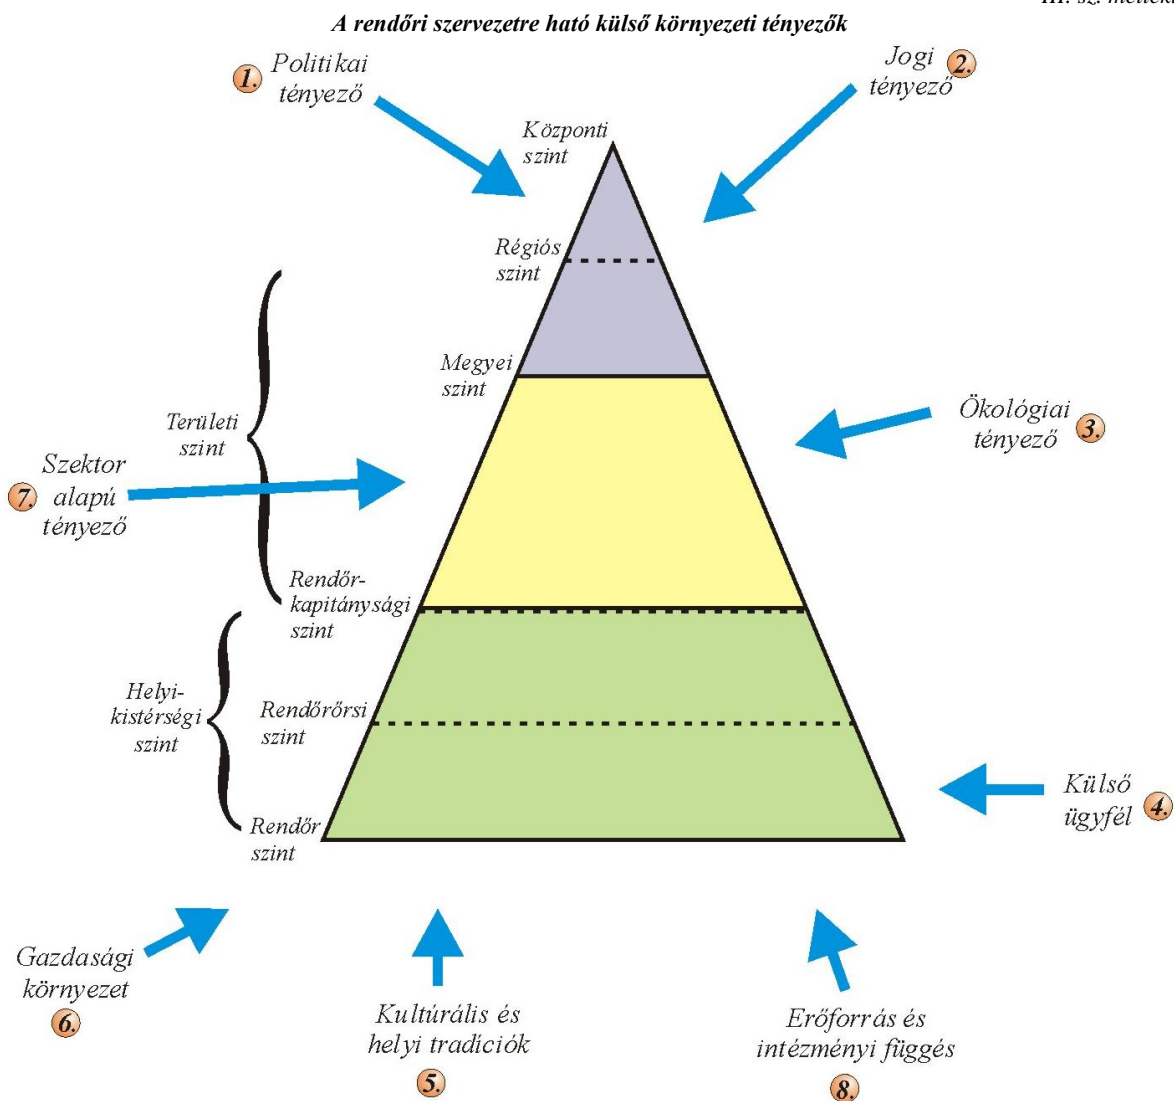 A rendőri szervezetre ható külső környezeti tényezők
1. Politikai
tényező
Jogi 2.
tényező
Központi
szint
Régiós
szint
Megyei
szint
Területi
szint
Ökológiai
tényező 3.
Szektor
7. alapú
tényező
Rendőr-
kapitánysági
szint
Helyi-
kistérségi
szint
Rendőrőrsi
szint
Rendőr
szint
Külső
ügyfél 4.
Gazdasági
környezet
6.
Kultúrális és
helyi tradíciók
5.
Erőforrás és
intézményi függés
8.